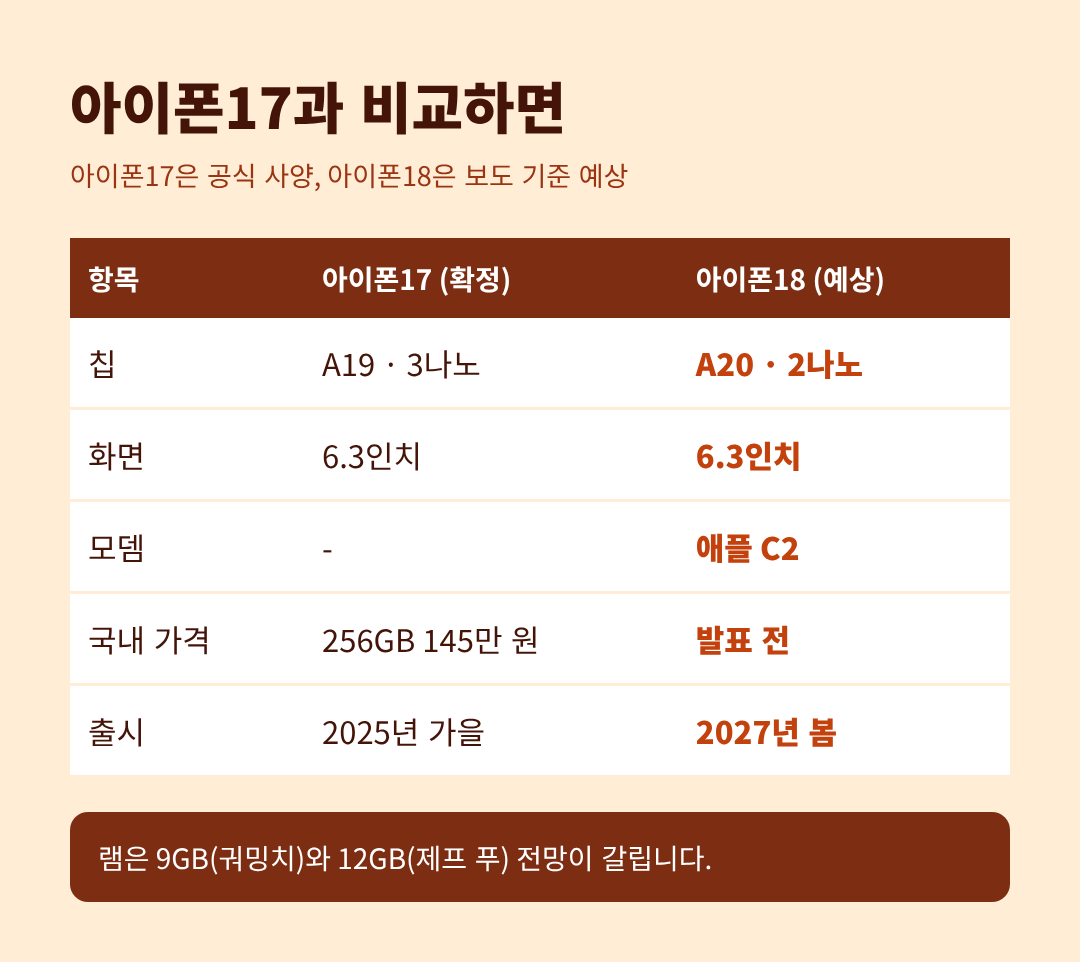 아이폰17과 비교하면
아이폰17은 공식 사양, 아이폰18은 보도 기준 예상
항목 아이폰17 (확정) 아이폰18 (예상)
칩 A19 · 3나노 A20 · 2나노
화면 6.3인치 6.3인치
모뎀 - 애플 C2
국내 가격 256GB 145만 원 발표 전
출시 2025년 가을 2027년 봄
램은 9GB(궈밍치)와 12GB(제프 푸) 전망이 갈립니다.